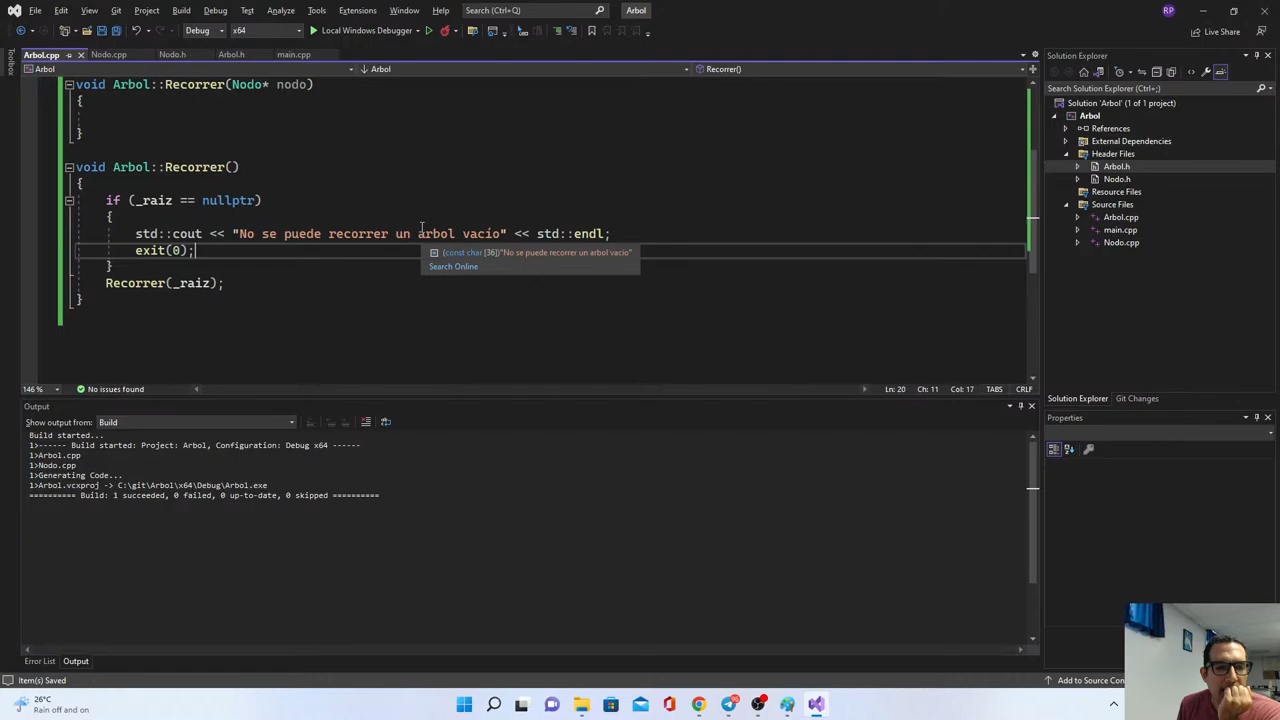 File Edit View Git Project Build Debug Test Analyze Tools Extensions Window Help Search (Ctrl+Q) Arbol RP
Debug x64 Local Windows Debugger Live Share
Toolbox
Arbol.cpp Nodo.cpp Nodo.h Arbol.h main.cpp
Arbol Arbol Recorrer()
void Arbol::Recorrer(Nodo* nodo)
{
}
void Arbol::Recorrer()
{
if (_raiz == nullptr)
{
std::cout << "No se puede recorrer un arbol vacio" << std::endl;
exit(0);
(const char [36])"No se puede recorrer un arbol vacio"
Search Online
}
Recorrer(_raiz);
}
146 % No issues found Ln: 20 Ch: 11 Col: 17 TABS CRLF
Output
Show output from: Build
Build started...
1>------ Build started: Project: Arbol, Configuration: Debug x64 ------
1>Arbol.cpp
1>Nodo.cpp
1>Generating Code...
1>Arbol.vcxproj -> C:\git\Arbol\x64\Debug\Arbol.exe
========== Build: 1 succeeded, 0 failed, 0 up-to-date, 0 skipped ==========
Error List Output
Item(s) Saved
Solution Explorer
Search Solution Explorer (Ctrl+;)
Solution 'Arbol' (1 of 1 project)
Arbol
References
External Dependencies
Header Files
Arbol.h
Nodo.h
Resource Files
Source Files
Arbol.cpp
main.cpp
Nodo.cpp
Solution Explorer Git Changes
Properties
Add to Source Con
26°C
Rain off and on